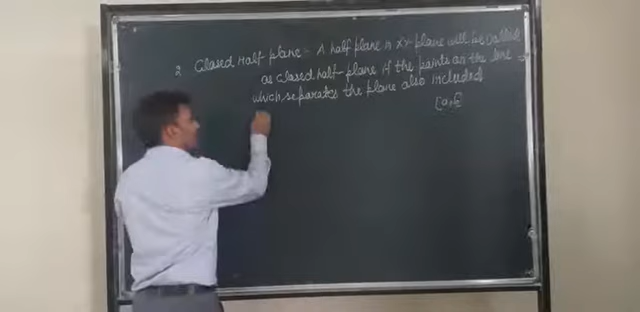 2 Closed Half plane :- A half plane in XY-plane will be called
as closed half-plane if the points on the line
which separates the plane also included
[a,b]